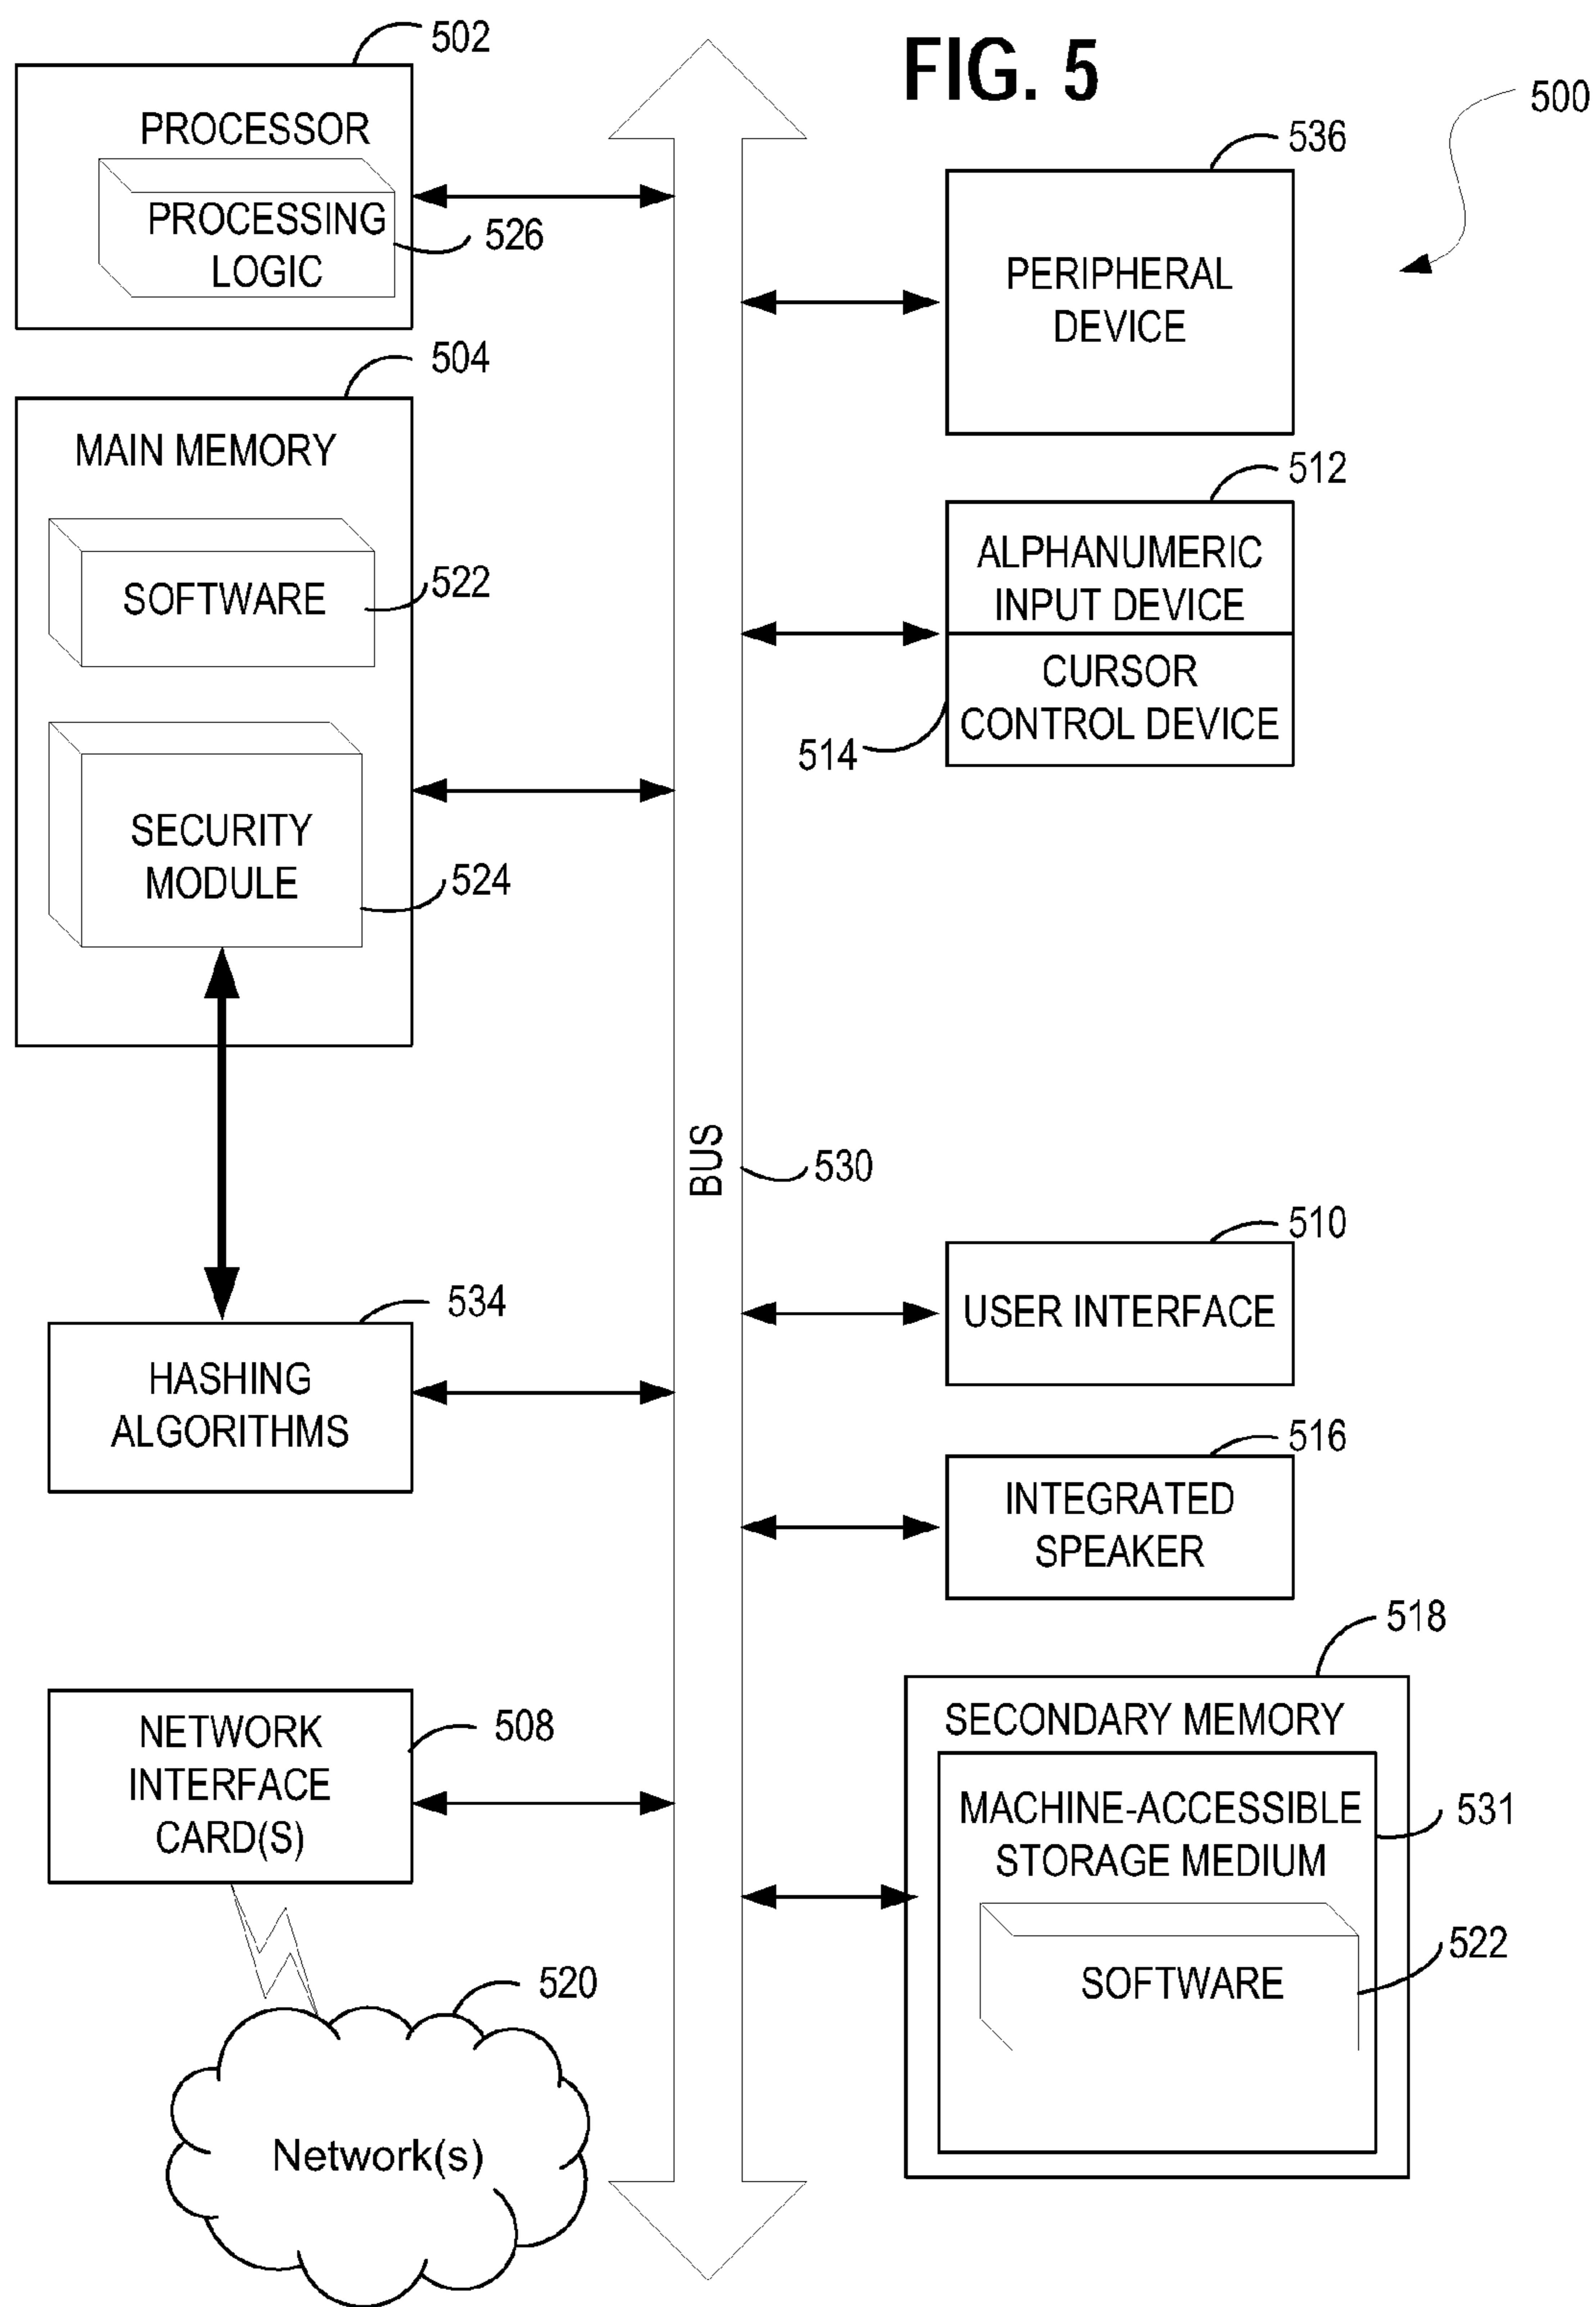 FIG. 5
500
502
PROCESSOR
PROCESSING
LOGIC
526
504
MAIN MEMORY
SOFTWARE
522
SECURITY
MODULE
524
534
HASHING
ALGORITHMS
NETWORK
INTERFACE
CARD(S)
508
520
Network(s)
BUS
530
536
PERIPHERAL
DEVICE
512
ALPHANUMERIC
INPUT DEVICE
CURSOR
CONTROL DEVICE
514
510
USER INTERFACE
516
INTEGRATED
SPEAKER
518
SECONDARY MEMORY
MACHINE-ACCESSIBLE
STORAGE MEDIUM
531
SOFTWARE
522